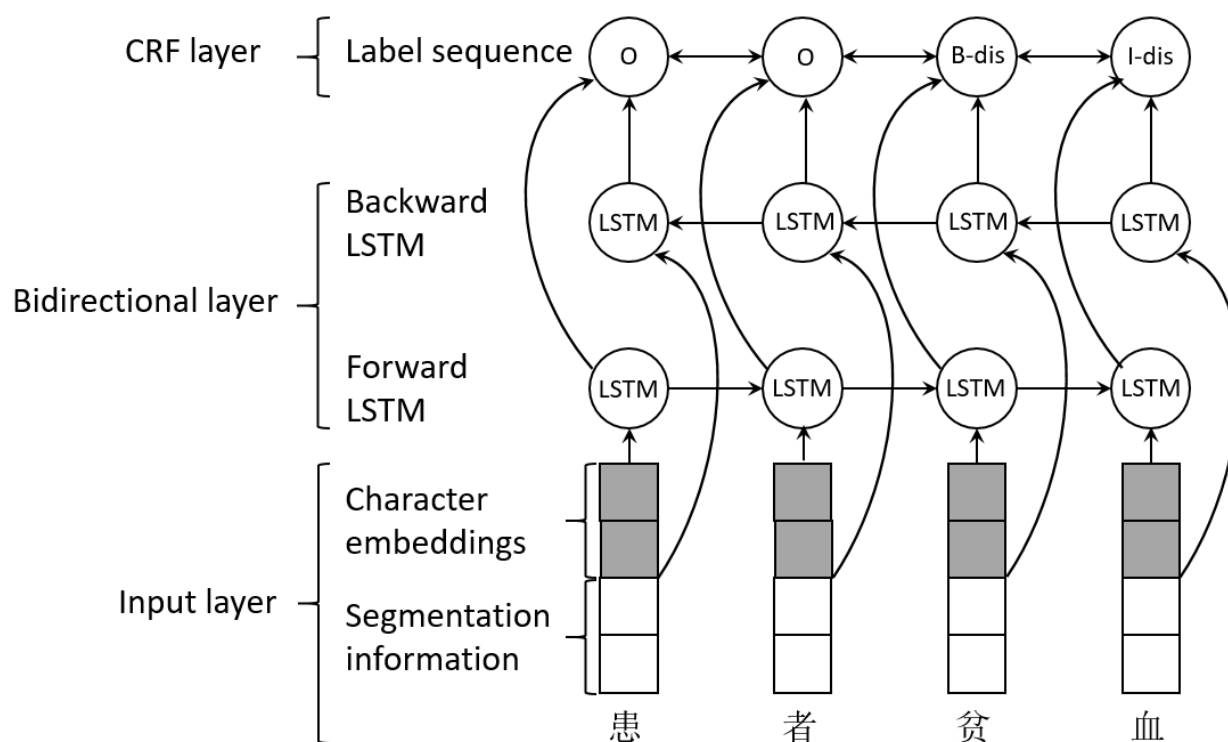 CRF layer
Label sequence
O
O
B-dis
I-dis
Bidirectional layer
Backward
LSTM
LSTM
LSTM
LSTM
LSTM
Forward
LSTM
LSTM
LSTM
LSTM
LSTM
Input layer
Character
embeddings
Segmentation
information
患
者
贫
血